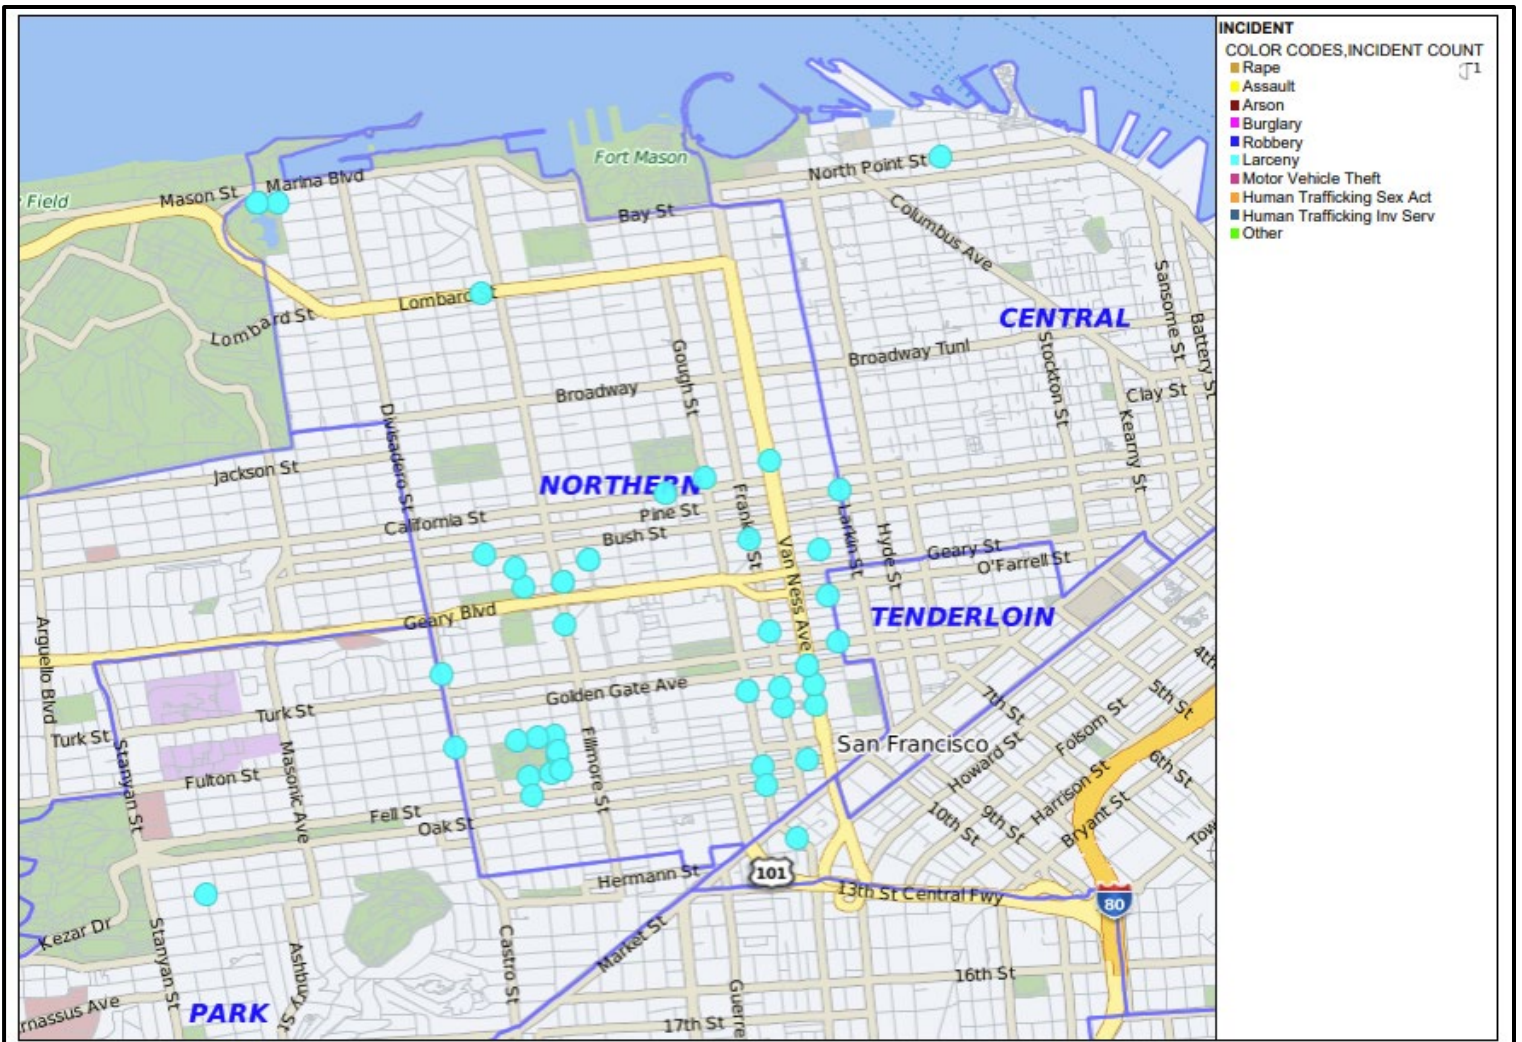 INCIDENT
COLOR CODES,INCIDENT COUNT
Rape
1
Assault
Arson
Burglary
Robbery
Larceny
Motor Vehicle Theft
Human Trafficking Sex Act
Human Trafficking Inv Serv
Other
Fort Mason
North Point St
Marina Blvd
Mason St
Field
Bay St
Columbus Ave
Sansome St
Battery St
Lombard St
Lombard St
CENTRAL
Gough St
Broadway Tunl
Stockton St
Broadway
Clay St
Kearny St
Divisadero St
Jackson St
NORTHERN
California St
Pine St
Bush St
Larkin St
Hyde St
Van Ness Ave
Geary St
O'Farrell St
Geary Blvd
TENDERLOIN
Arguello Blvd
4th
5th St
7th St
Golden Gate Ave
Turk St
Turk St
Folsom St
San Francisco
Howard St
6th St
Fillmore St
Stanyan St
Masonic Ave
Fulton St
Harrison St
Fell St
Oak St
10th St
9th St
Bryant St
Hermann St
101
13th St Central Fwy
80
Kezar Dr
Stanyan St
Ashbury St
Castro St
Market St
16th St
Guerre
rnassus Ave
PARK
17th St